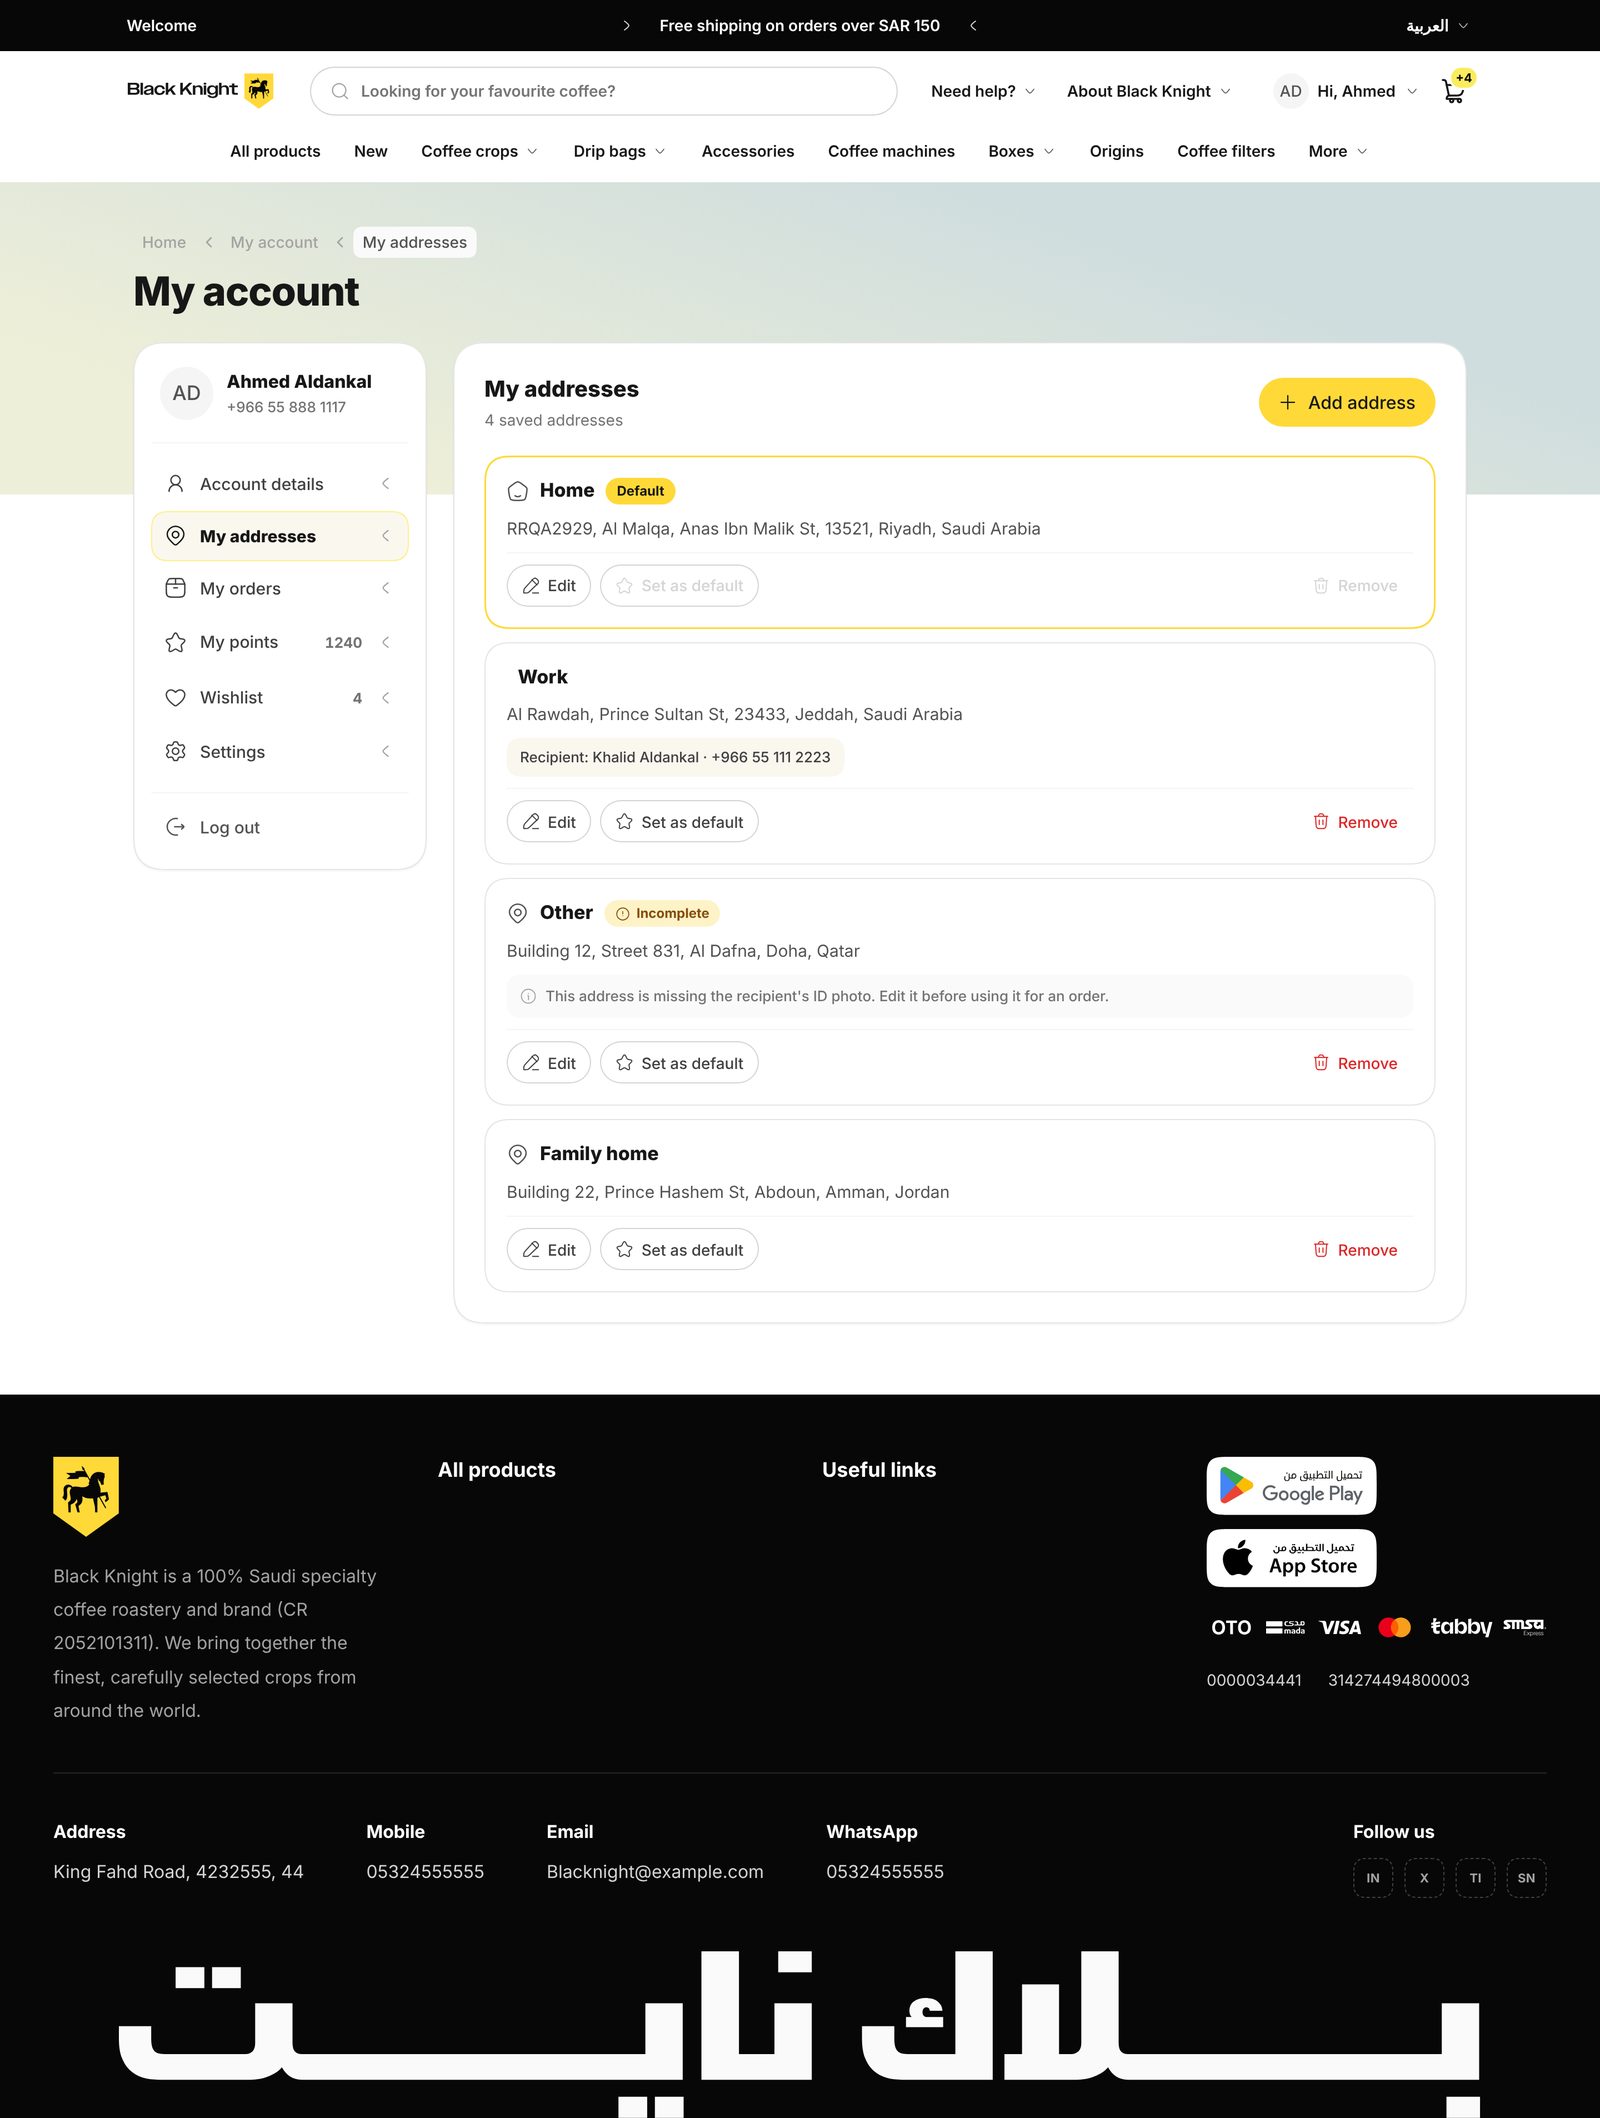 Welcome
Free shipping on orders over SAR 150
العربية
Black Knight
Looking for your favourite coffee?
Need help?
About Black Knight
AD
Hi, Ahmed
+4
All products
New
Coffee crops
Drip bags
Accessories
Coffee machines
Boxes
Origins
Coffee filters
More
Home
My account
My addresses
My account
AD
Ahmed Aldankal
+966 55 888 1117
Account details
My addresses
My orders
My points 1240
Wishlist 4
Settings
Log out
My addresses
4 saved addresses
Add address
Home Default
RRQA2929, Al Malqa, Anas Ibn Malik St, 13521, Riyadh, Saudi Arabia
Edit
Set as default
Remove
Work
Al Rawdah, Prince Sultan St, 23433, Jeddah, Saudi Arabia
Recipient: Khalid Aldankal · +966 55 111 2223
Edit
Set as default
Remove
Other Incomplete
Building 12, Street 831, Al Dafna, Doha, Qatar
This address is missing the recipient's ID photo. Edit it before using it for an order.
Edit
Set as default
Remove
Family home
Building 22, Prince Hashem St, Abdoun, Amman, Jordan
Edit
Set as default
Remove
Black Knight is a 100% Saudi specialty
coffee roastery and brand (CR
2052101311). We bring together the
finest, carefully selected crops from
around the world.
All products
Useful links
تحميل التطبيق من
Google Play
تحميل التطبيق من
App Store
OTO
مدى
mada
VISA
tabby
smsa
Express
0000034441
314274494800003
Address
King Fahd Road, 4232555, 44
Mobile
05324555555
Email
Blacknight@example.com
WhatsApp
05324555555
Follow us
IN
X
TI
SN
بلاك نايت